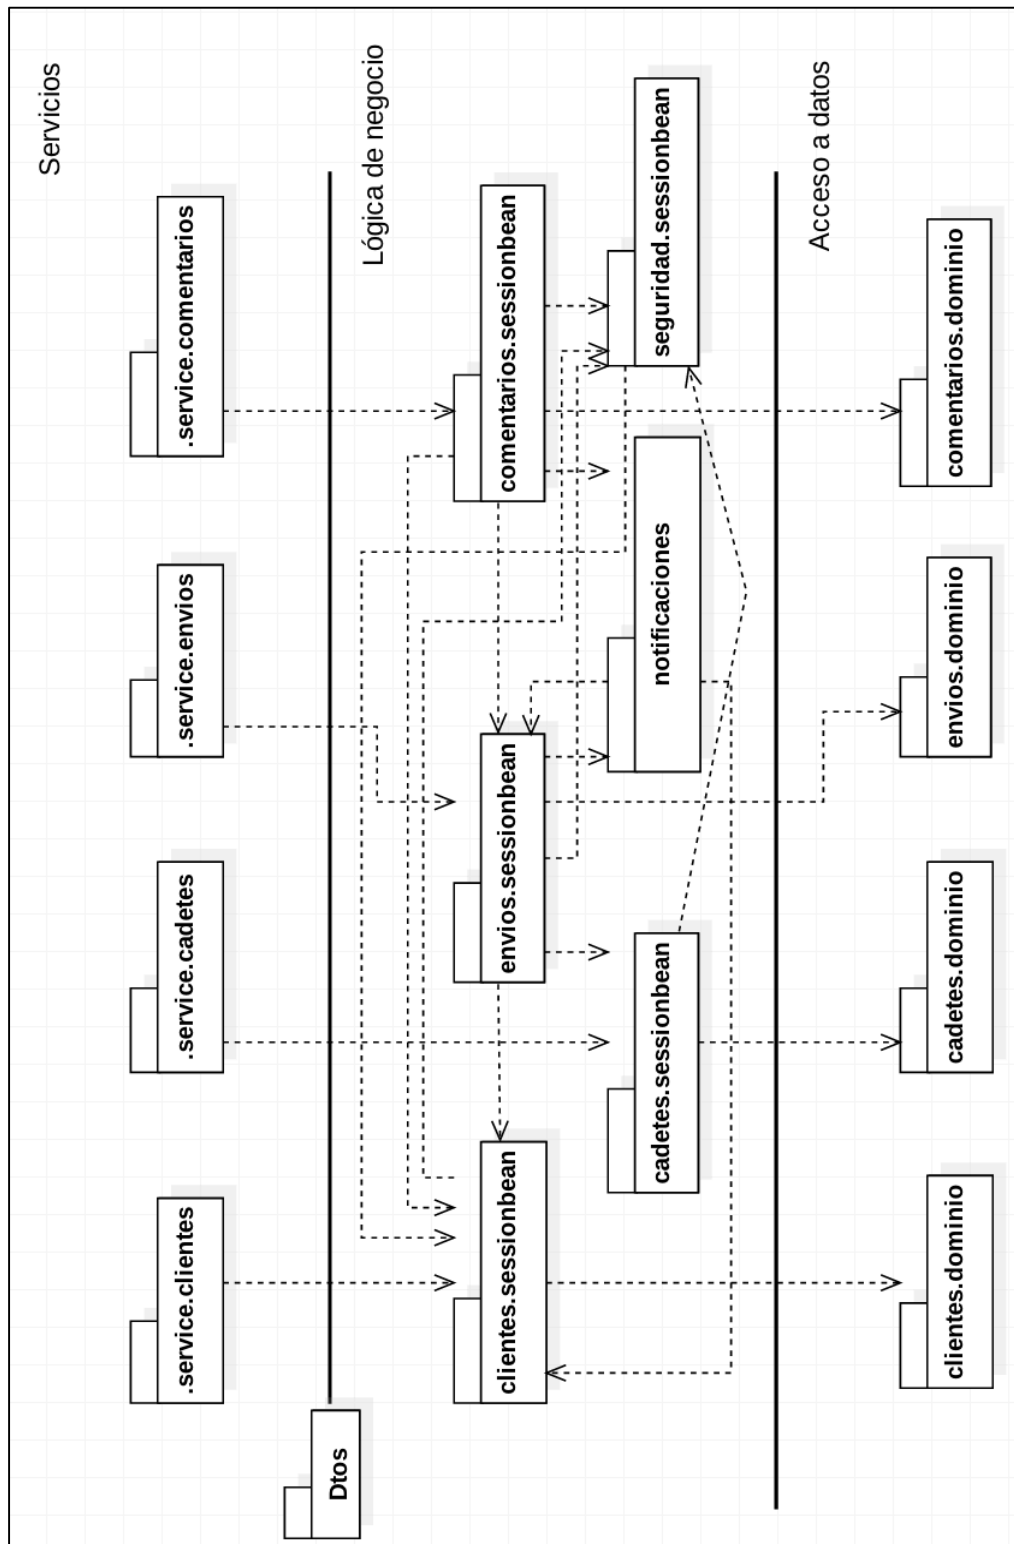 Servicios
.service.clientes
.service.cadetes
.service.envios
.service.comentarios
Dtos
Lógica de negocio
clientes.sessionbean
envios.sessionbean
comentarios.sessionbean
cadetes.sessionbean
notificaciones
seguridad.sessionbean
Acceso a datos
clientes.dominio
cadetes.dominio
envios.dominio
comentarios.dominio